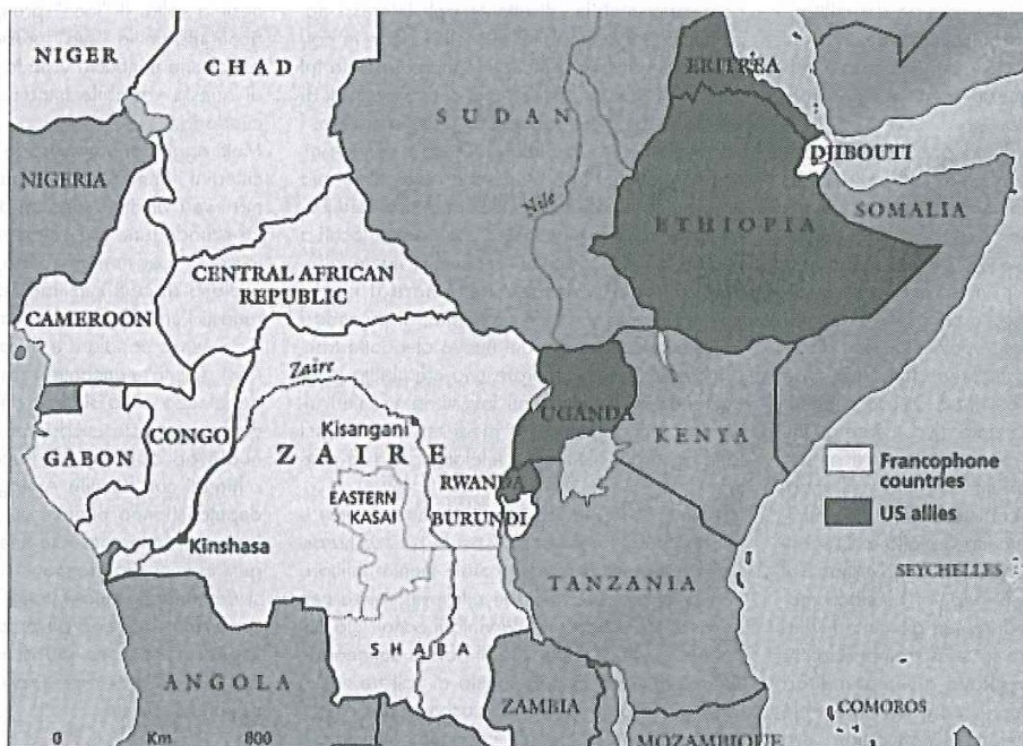 NIGER
CHAD
SUDAN
ERITREA
DJIBOUTI
NIGERIA
Nile
ETHIOPIA
SOMALIA
CENTRAL AFRICAN
REPUBLIC
CAMEROON
Zaire
UGANDA
Kisangani
KENYA
CONGO
ZAIRE
GABON
RWANDA
EASTERN
KASAI
BURUNDI
Francophone
countries
US allies
Kinshasa
TANZANIA
SEYCHELLES
SHABA
ANGOLA
ZAMBIA
COMOROS
0 Km 800
MOZAMBIQUE